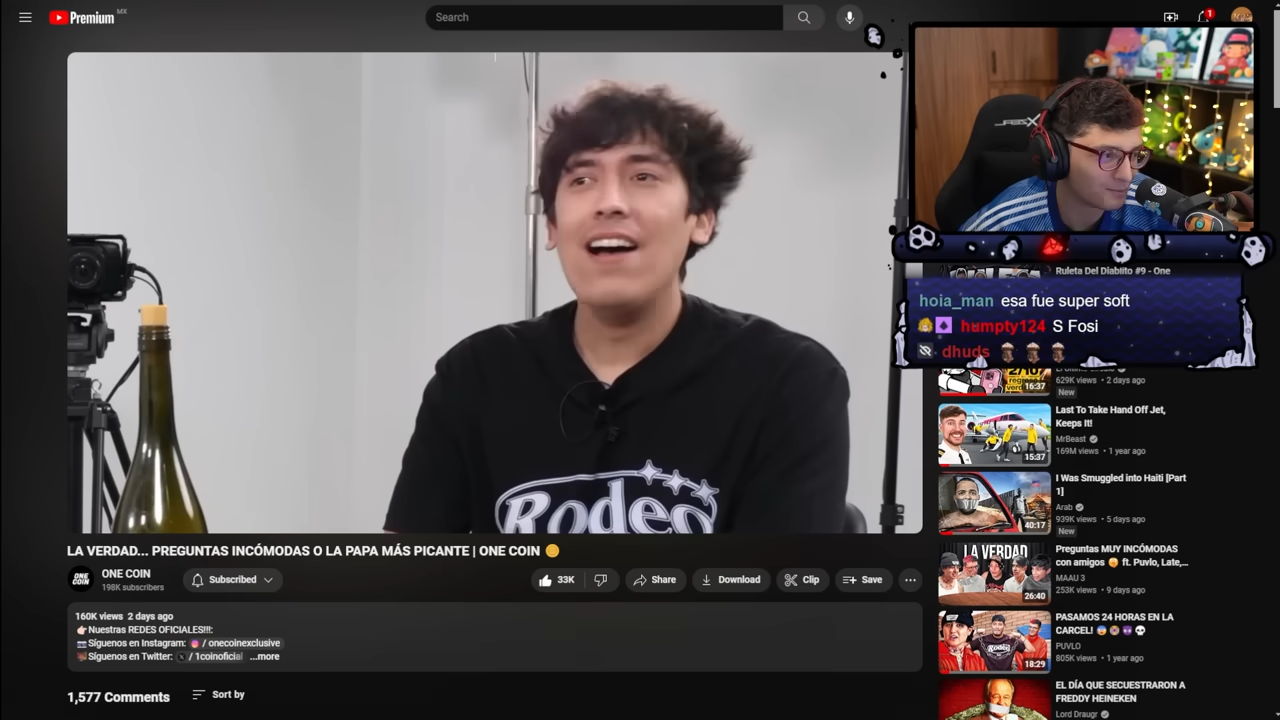 Premium MX
Search
1
Rodeo
LA VERDAD... PREGUNTAS INCÓMODAS O LA PAPA MÁS PICANTE | ONE COIN
ONE COIN
ONE COIN
198K subscribers
Subscribed
33K
Share
Download
Clip
Save
160K views 2 days ago
Nuestras REDES OFICIALES!!!:
Síguenos en Instagram: / onecoinexclusive
Síguenos en Twitter: / 1coinoficial ...more
1,577 Comments
Sort by
Ruleta Del Diablito #9 - One
hoia_man esa fue super soft
humpty124 S Fosi
dhuds
16:37
629K views • 2 days ago
New
15:37
Last To Take Hand Off Jet,
Keeps It!
MrBeast
169M views • 1 year ago
40:17
I Was Smuggled into Haiti [Part
1]
Arab
939K views • 5 days ago
New
LA VERDAD
26:40
Preguntas MUY INCÓMODAS
con amigos ft. Puvlo, Late,...
MAAU 3
253K views • 9 days ago
Rodeo
18:29
PASAMOS 24 HORAS EN LA
CARCEL!
PUVLO
805K views • 1 year ago
EL DÍA QUE SECUESTRARON A
FREDDY HEINEKEN
Lord Draugr